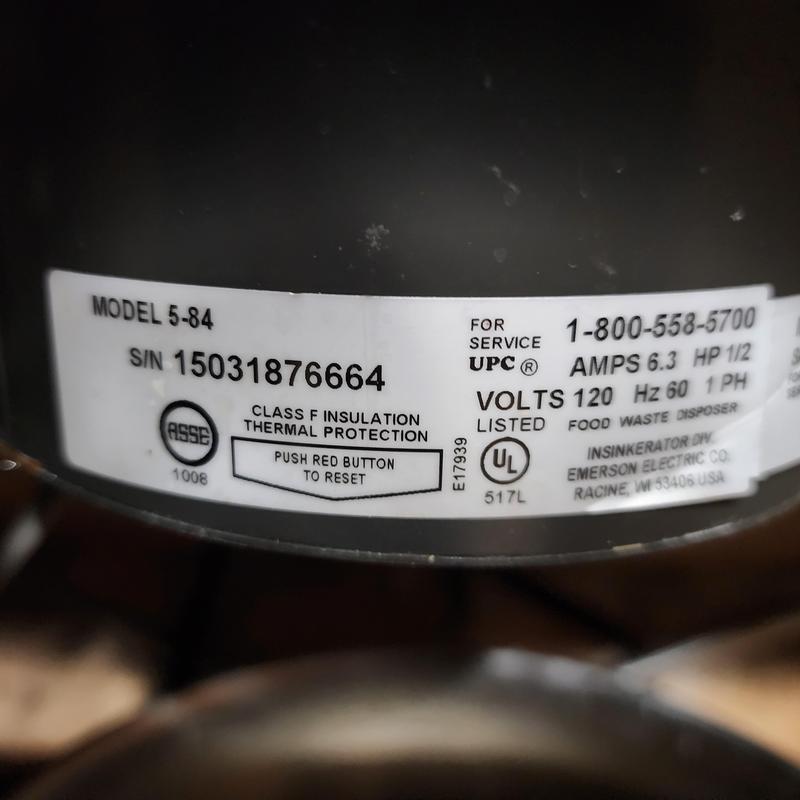 MODEL 5-84
S/N 15031876664
ASSE
1008
CLASS F INSULATION
THERMAL PROTECTION
PUSH RED BUTTON
TO RESET
E17939
FOR
SERVICE
1-800-558-5700
UPC ®
AMPS 6.3 HP 1/2
VOLTS 120 Hz 60 1 PH
LISTED
FOOD WASTE DISPOSER
UL
517L
INSINKERATOR DIV.
EMERSON ELECTRIC CO.
RACINE, WI 53406 USA